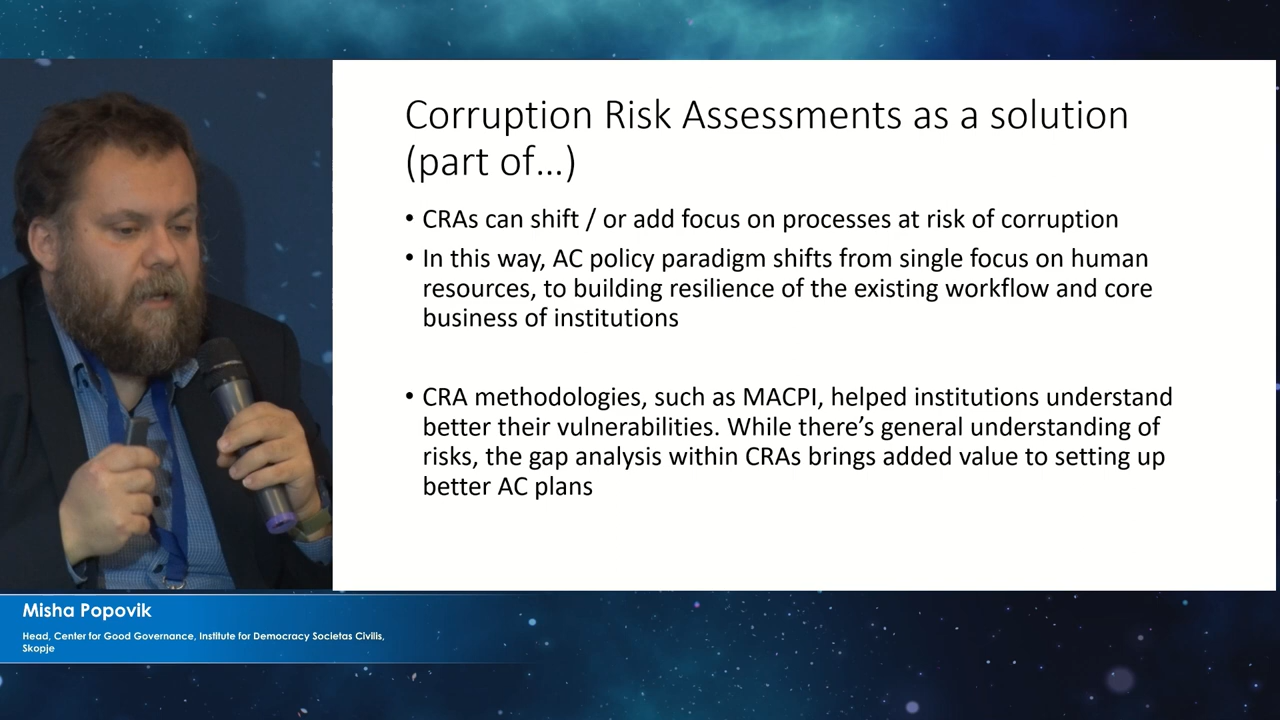 Corruption Risk Assessments as a solution
(part of...)
• CRAs can shift / or add focus on processes at risk of corruption
• In this way, AC policy paradigm shifts from single focus on human
resources, to building resilience of the existing workflow and core
business of institutions
• CRA methodologies, such as MACPI, helped institutions understand
better their vulnerabilities. While there’s general understanding of
risks, the gap analysis within CRAs brings added value to setting up
better AC plans
Misha Popovik
Head, Center for Good Governance, Institute for Democracy Societas Civilis,
Skopje